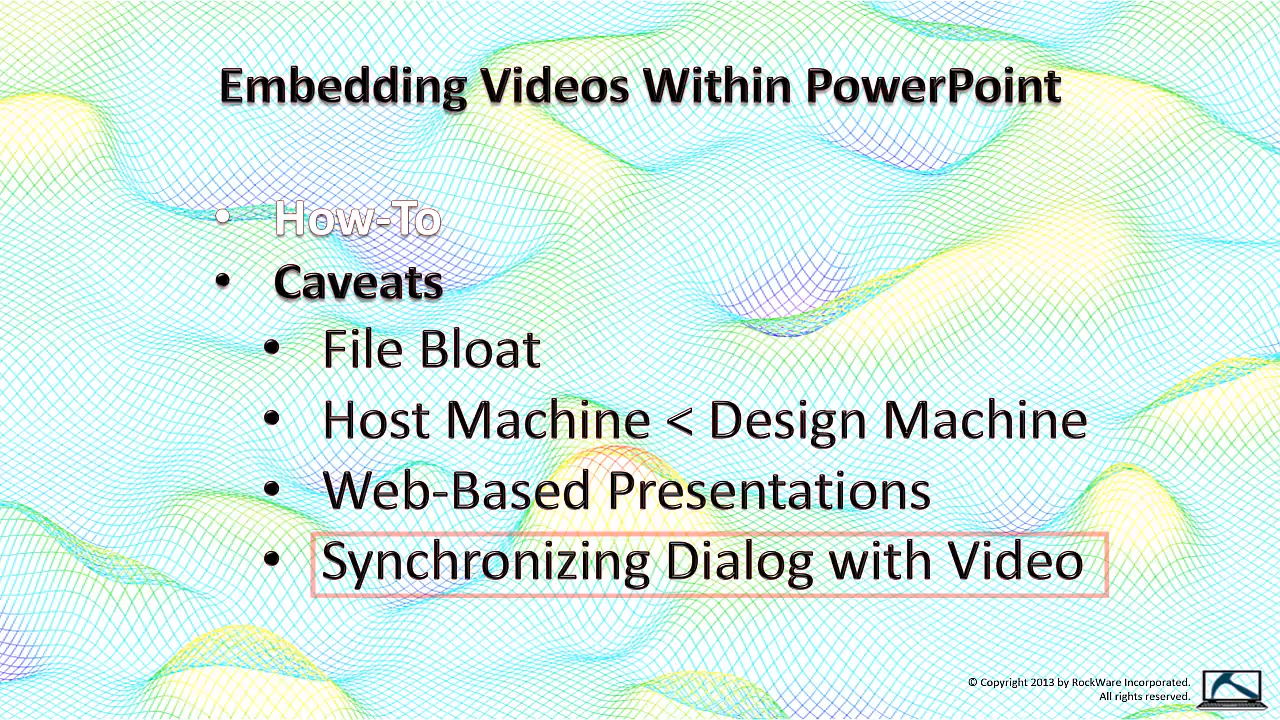 Embedding Videos Within PowerPoint
• How-To
• Caveats
• File Bloat
• Host Machine < Design Machine
• Web-Based Presentations
• Synchronizing Dialog with Video
© Copyright 2013 by RockWare Incorporated.
All rights reserved.